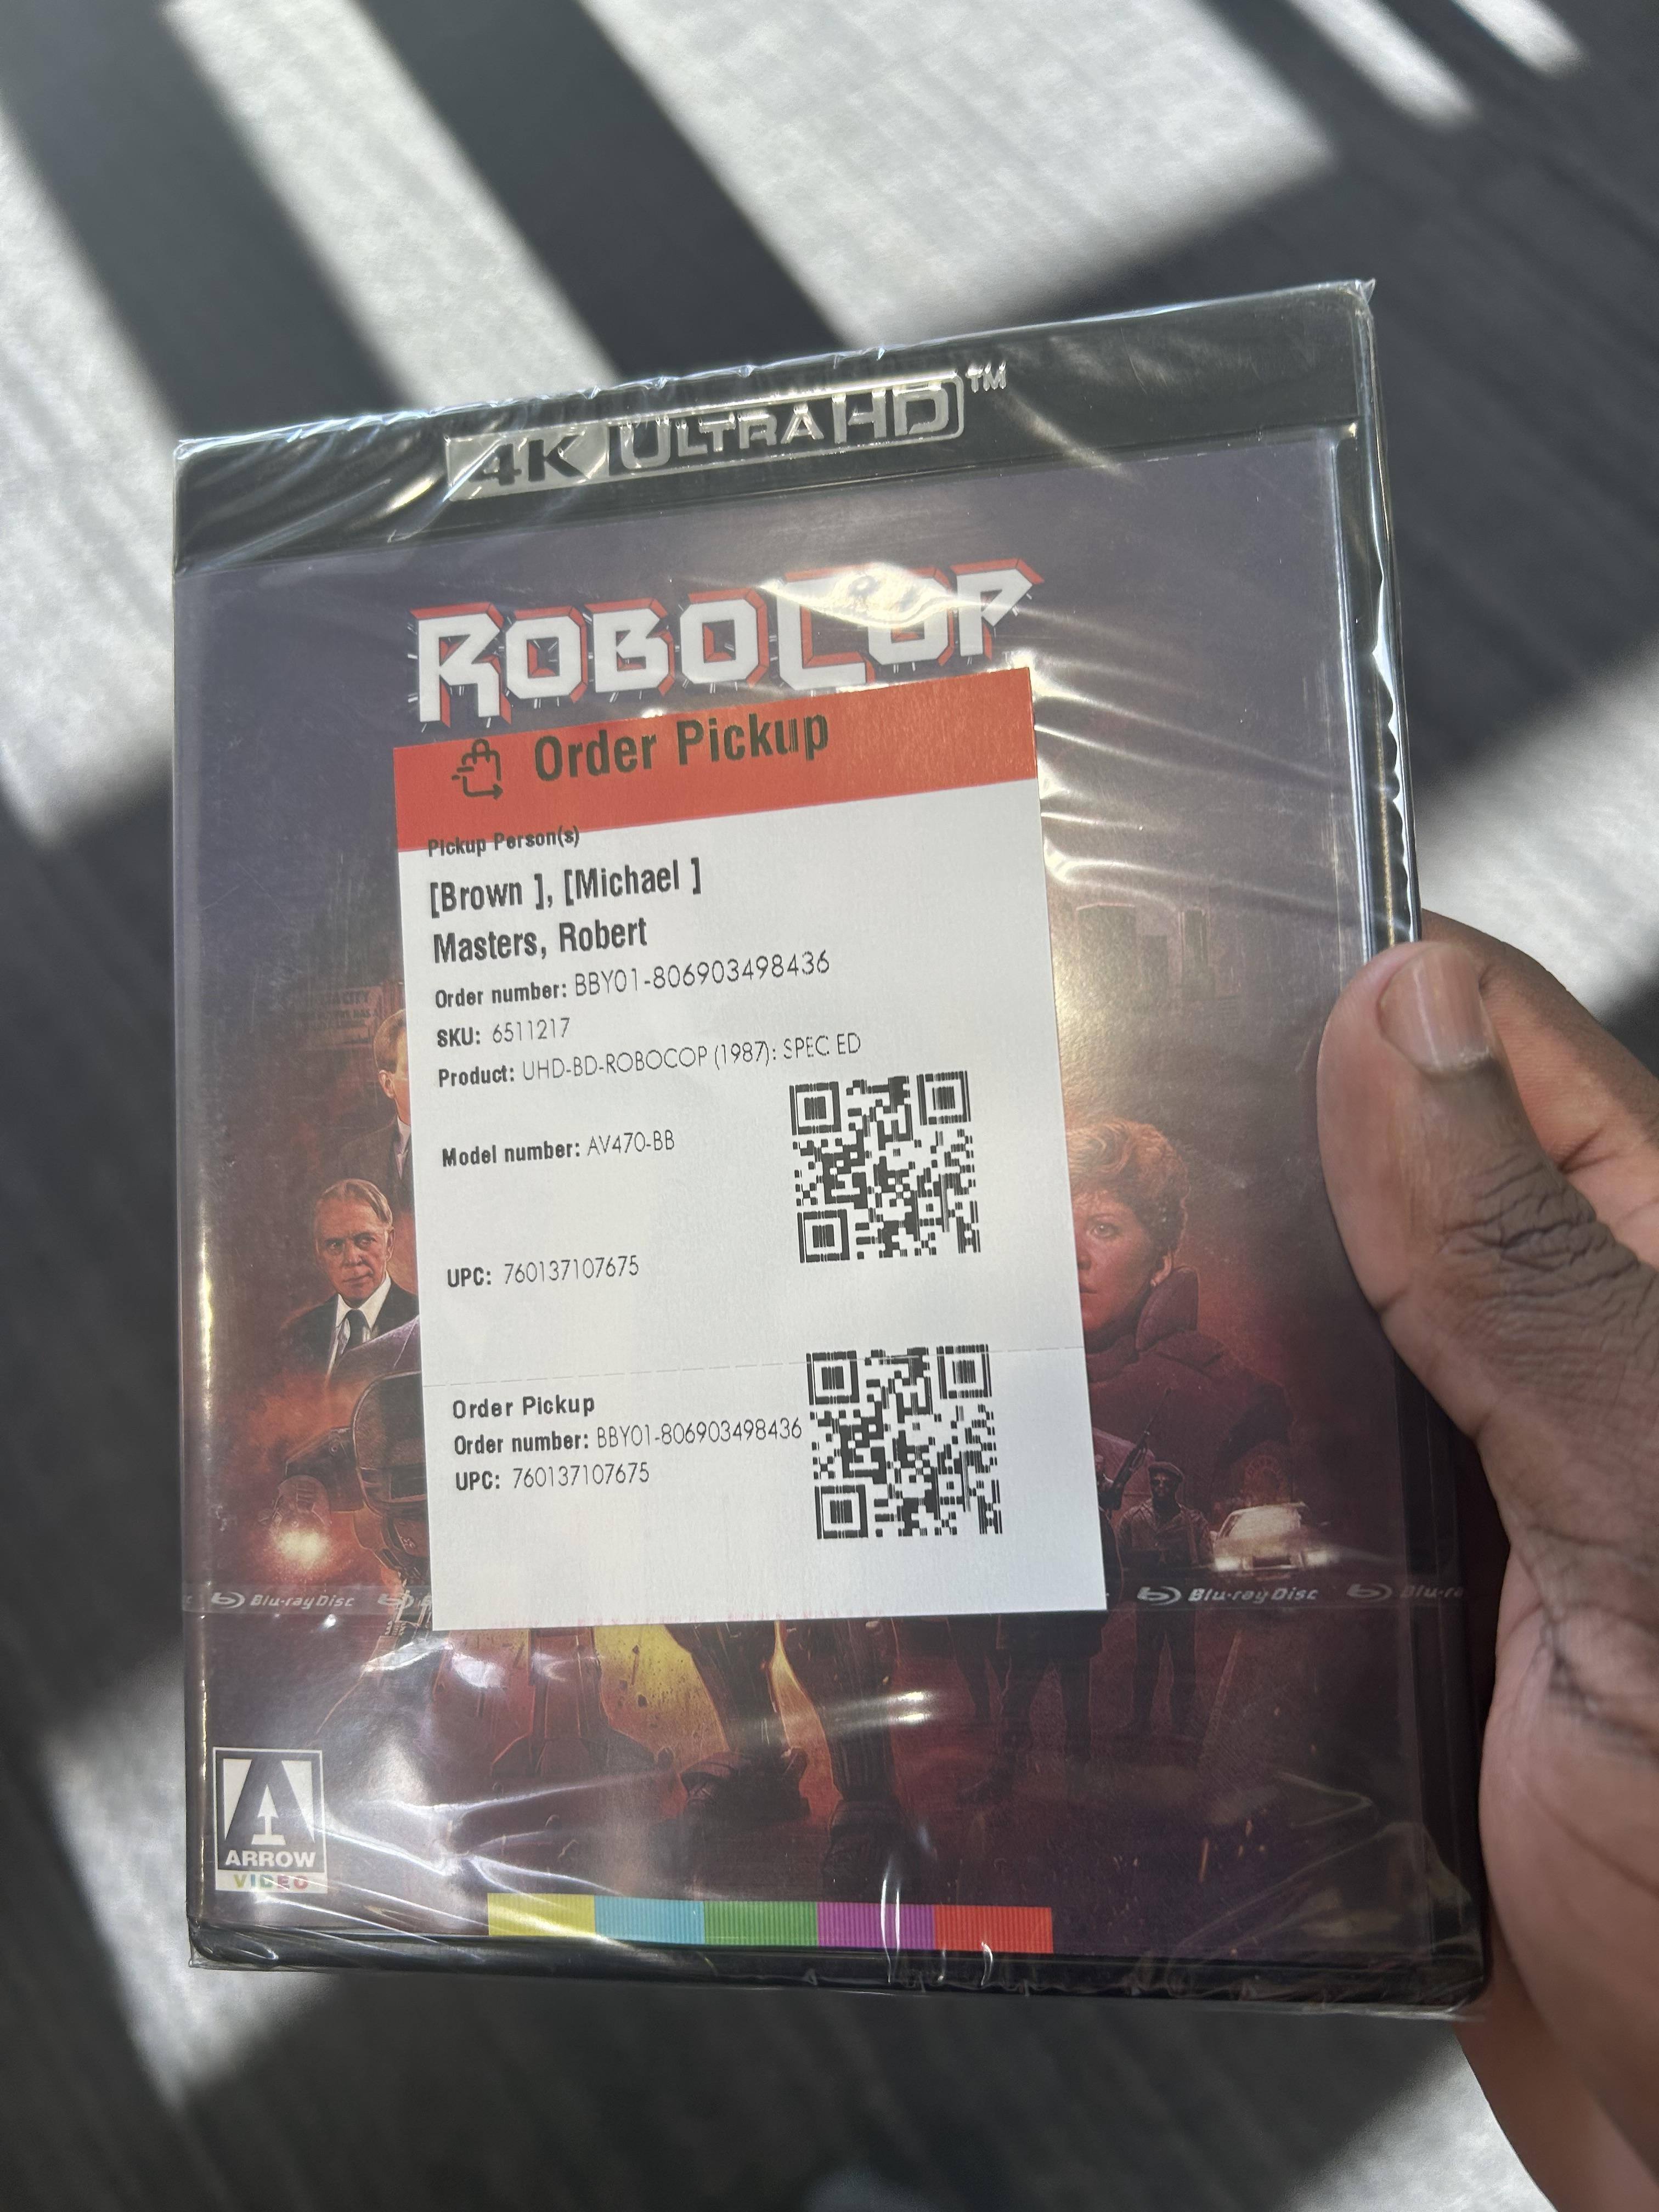 4K ULTRA HD™
ROBOCOP
Order Pickup
Pickup Person(s)
[Brown ], [Michael ]
Masters, Robert
Order number: BBY01-806903498436
SKU: 6511217
Product: UHD-BD-ROBOCOP (1987): SPEC ED
Model number: AV470-BB
UPC: 760137107675
Order Pickup
Order number: BBY01-806903498436
UPC: 760137107675
Blu-ray Disc Blu-ray Disc
ARROW
VIDEO